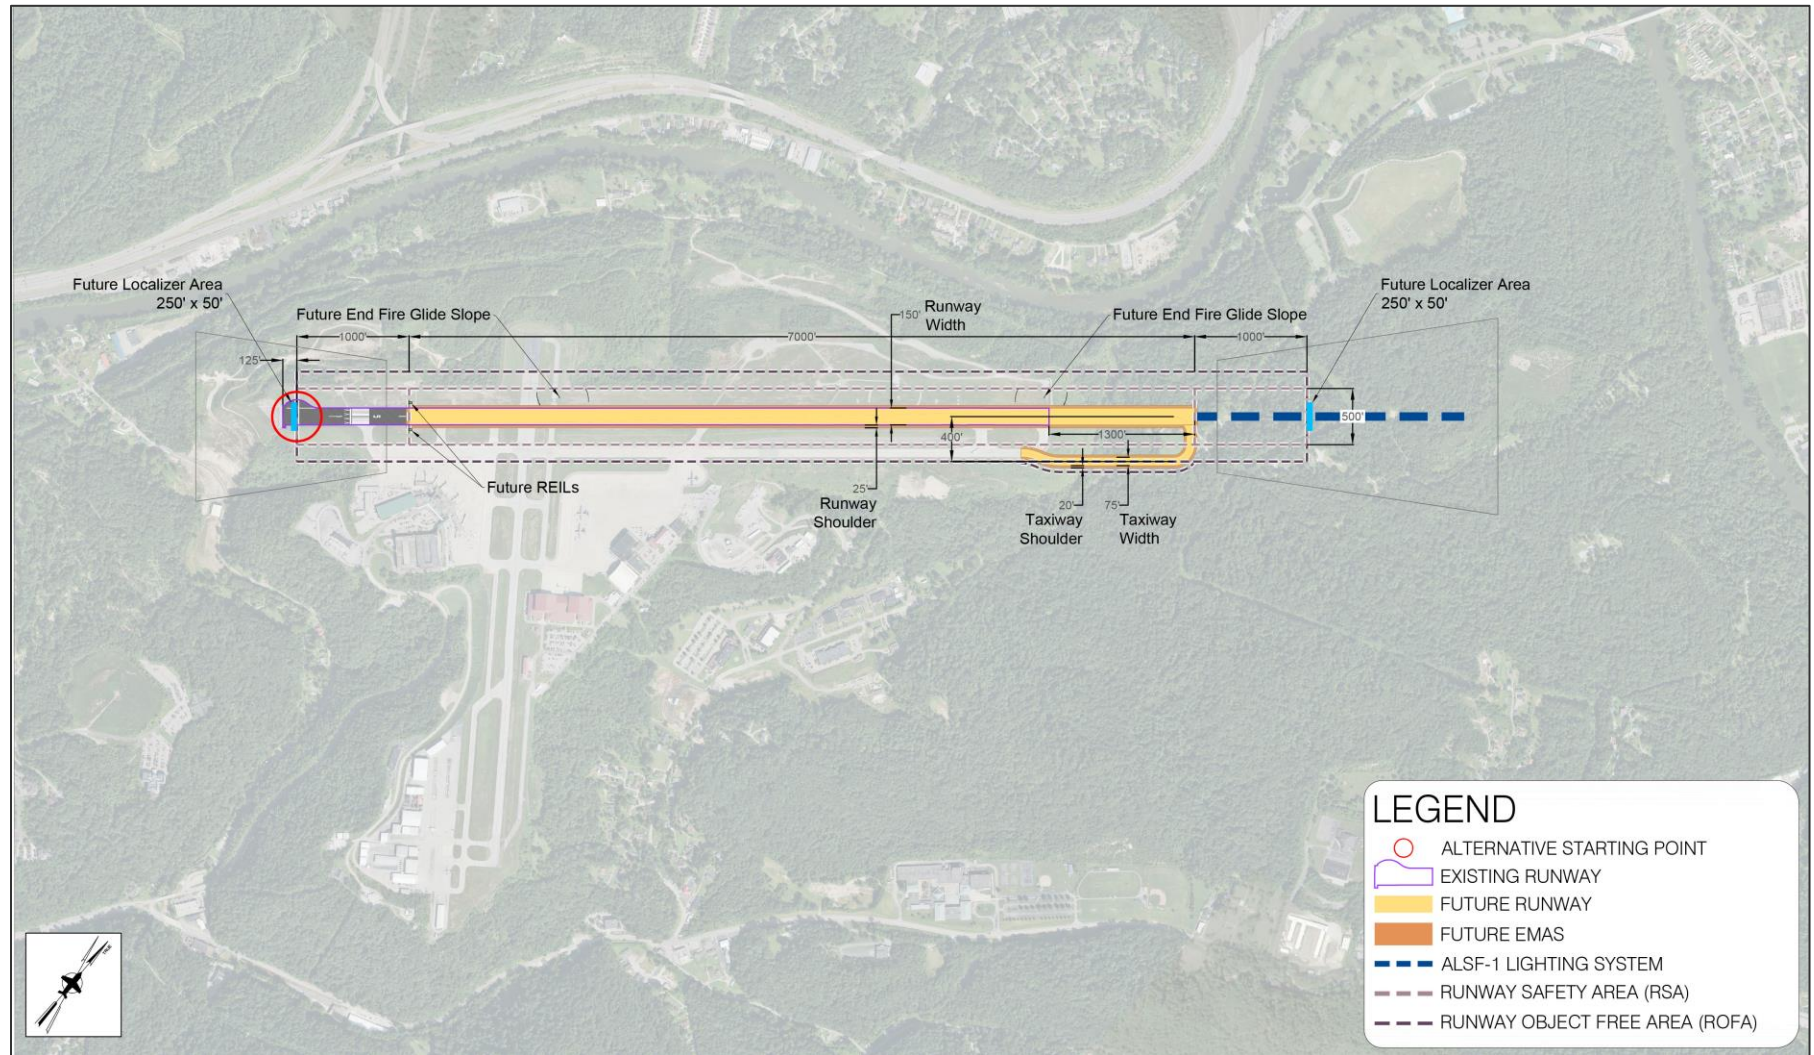 Future Localizer Area
250' x 50'
Future End Fire Glide Slope
1000'
125'
150'
Runway
Width
7000'
Future End Fire Glide Slope
1000'
Future Localizer Area
250' x 50'
500'
400'
1300'
Future REILs
25'
Runway
Shoulder
20'
Taxiway
Shoulder
75'
Taxiway
Width
LEGEND
ALTERNATIVE STARTING POINT
EXISTING RUNWAY
FUTURE RUNWAY
FUTURE EMAS
ALSF-1 LIGHTING SYSTEM
RUNWAY SAFETY AREA (RSA)
RUNWAY OBJECT FREE AREA (ROFA)
TRUE